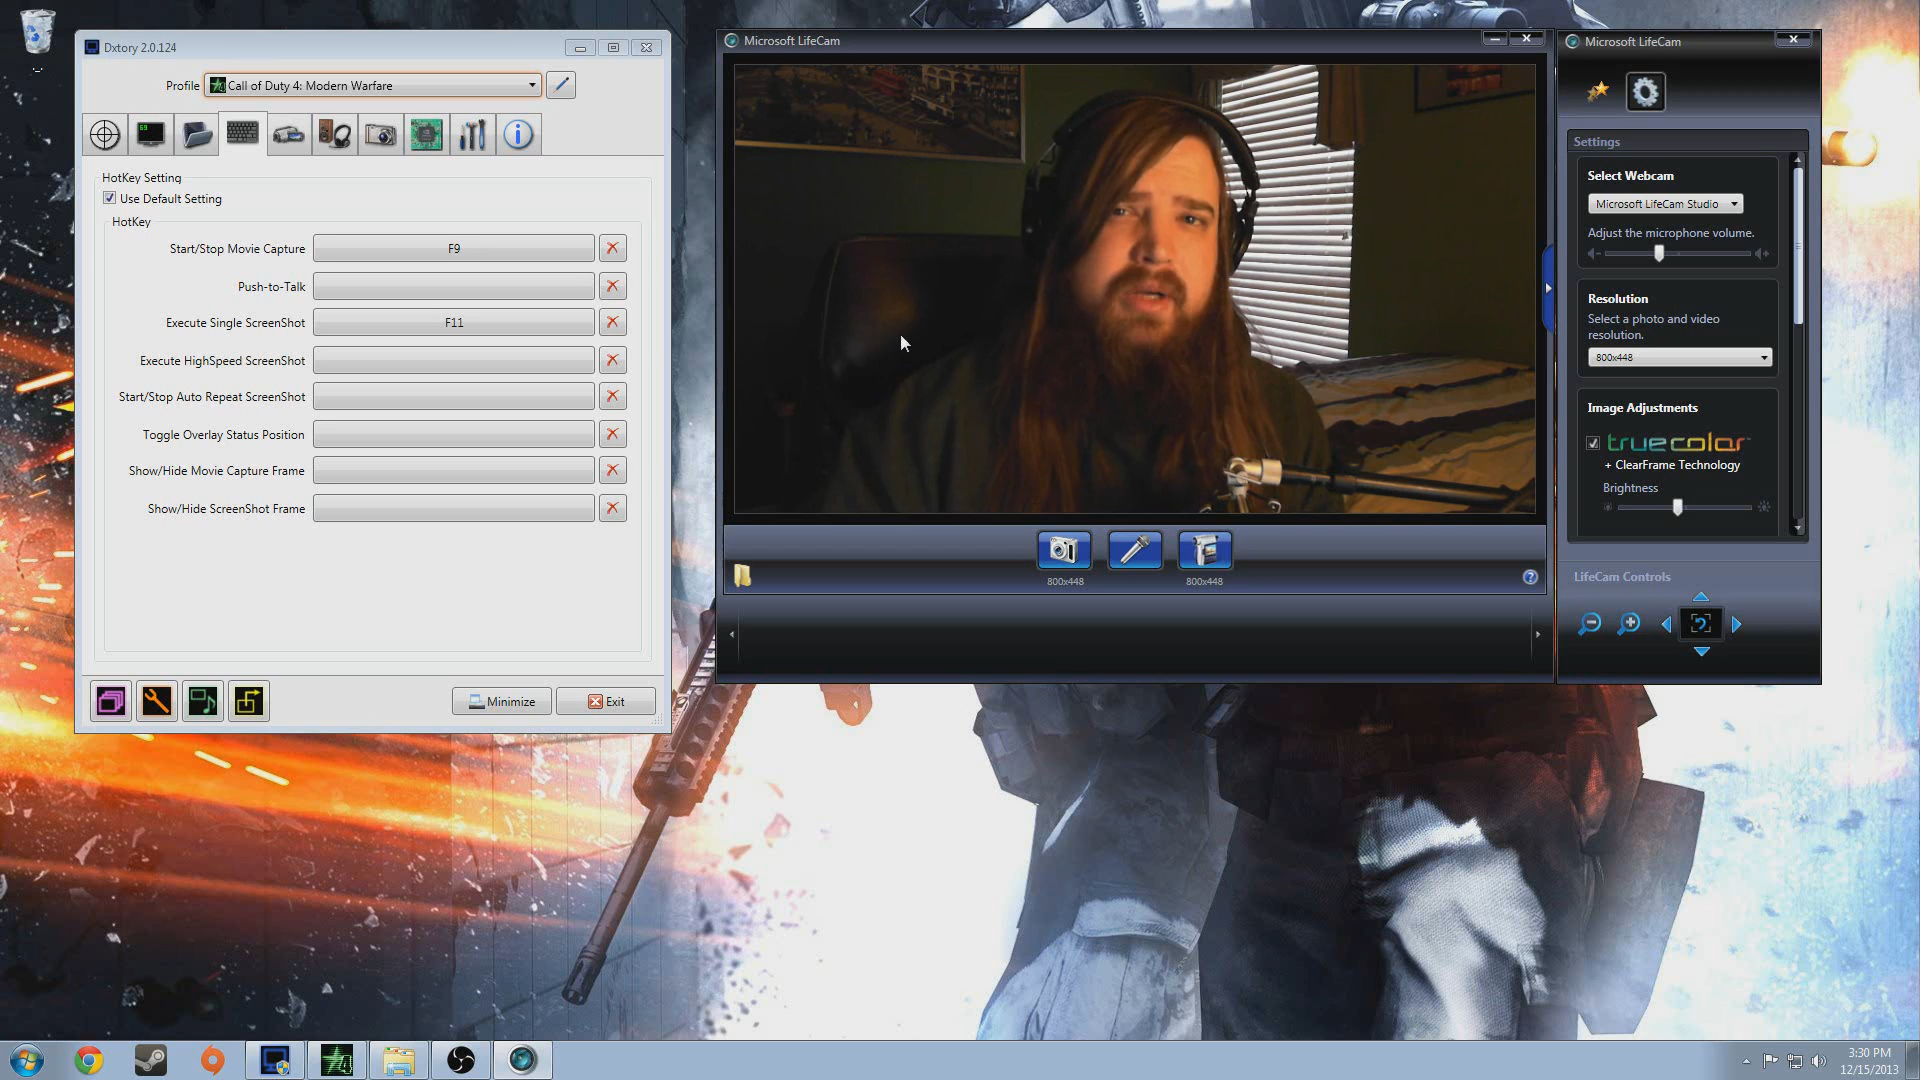 Dxtory 2.0.124
Profile
Call of Duty 4: Modern Warfare
69
HotKey Setting
Use Default Setting
HotKey
Start/Stop Movie Capture
F9
Push-to-Talk
Execute Single ScreenShot
F11
Execute HighSpeed ScreenShot
Start/Stop Auto Repeat ScreenShot
Toggle Overlay Status Position
Show/Hide Movie Capture Frame
Show/Hide ScreenShot Frame
Minimize
Exit
Microsoft LifeCam
800x448
800x448
Microsoft LifeCam
Settings
Select Webcam
Microsoft LifeCam Studio
Adjust the microphone volume.
Resolution
Select a photo and video
resolution.
800x448
Image Adjustments
truecolor
+ ClearFrame Technology
Brightness
LifeCam Controls
4
3:30 PM
12/15/2013